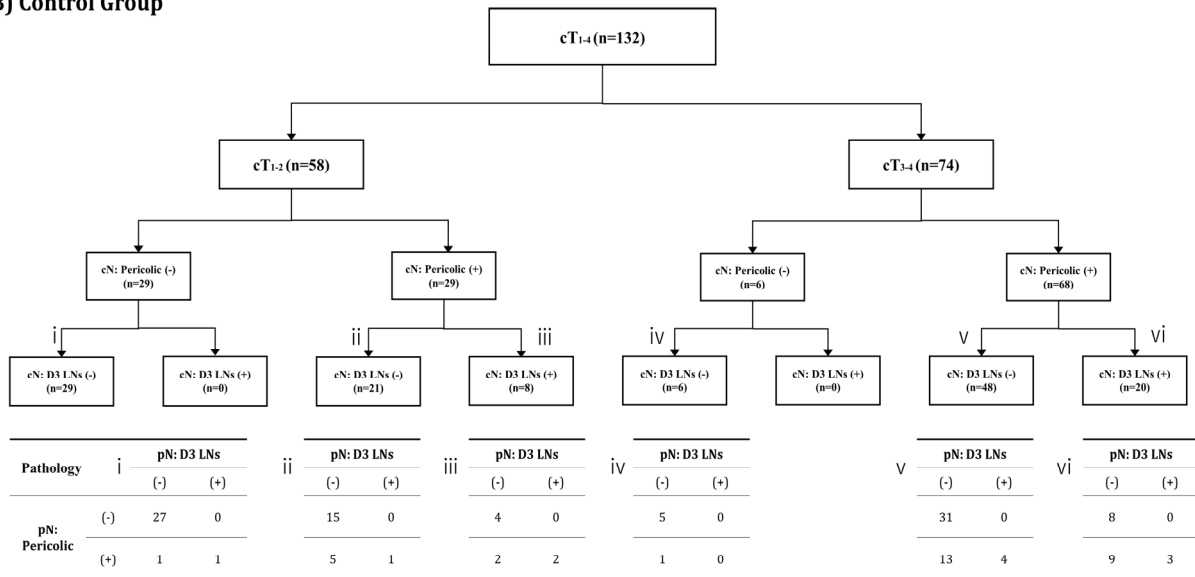 B) Control Group
cT1-4 (n=132)
cT1-2 (n=58)
cT3-4 (n=74)
cN: Pericolic (-)
(n=29)
cN: Pericolic (+)
(n=29)
cN: Pericolic (-)
(n=6)
cN: Pericolic (+)
(n=68)
i
ii
iii
iv
v
vi
cN: D3 LNs (-)
(n=29)
cN: D3 LNs (+)
(n=0)
cN: D3 LNs (-)
(n=21)
cN: D3 LNs (+)
(n=8)
cN: D3 LNs (-)
(n=6)
cN: D3 LNs (+)
(n=0)
cN: D3 LNs (-)
(n=48)
cN: D3 LNs (+)
(n=20)
Pathology i pN: D3 LNs ii pN: D3 LNs iii pN: D3 LNs iv pN: D3 LNs v pN: D3 LNs vi pN: D3 LNs
(-) (+) (-) (+) (-) (+) (-) (+) (-) (+) (-) (+)
pN:
Pericolic
(-) 27 0 15 0 4 0 5 0 31 0 8 0
(+) 1 1 5 1 2 2 1 0 13 4 9 3